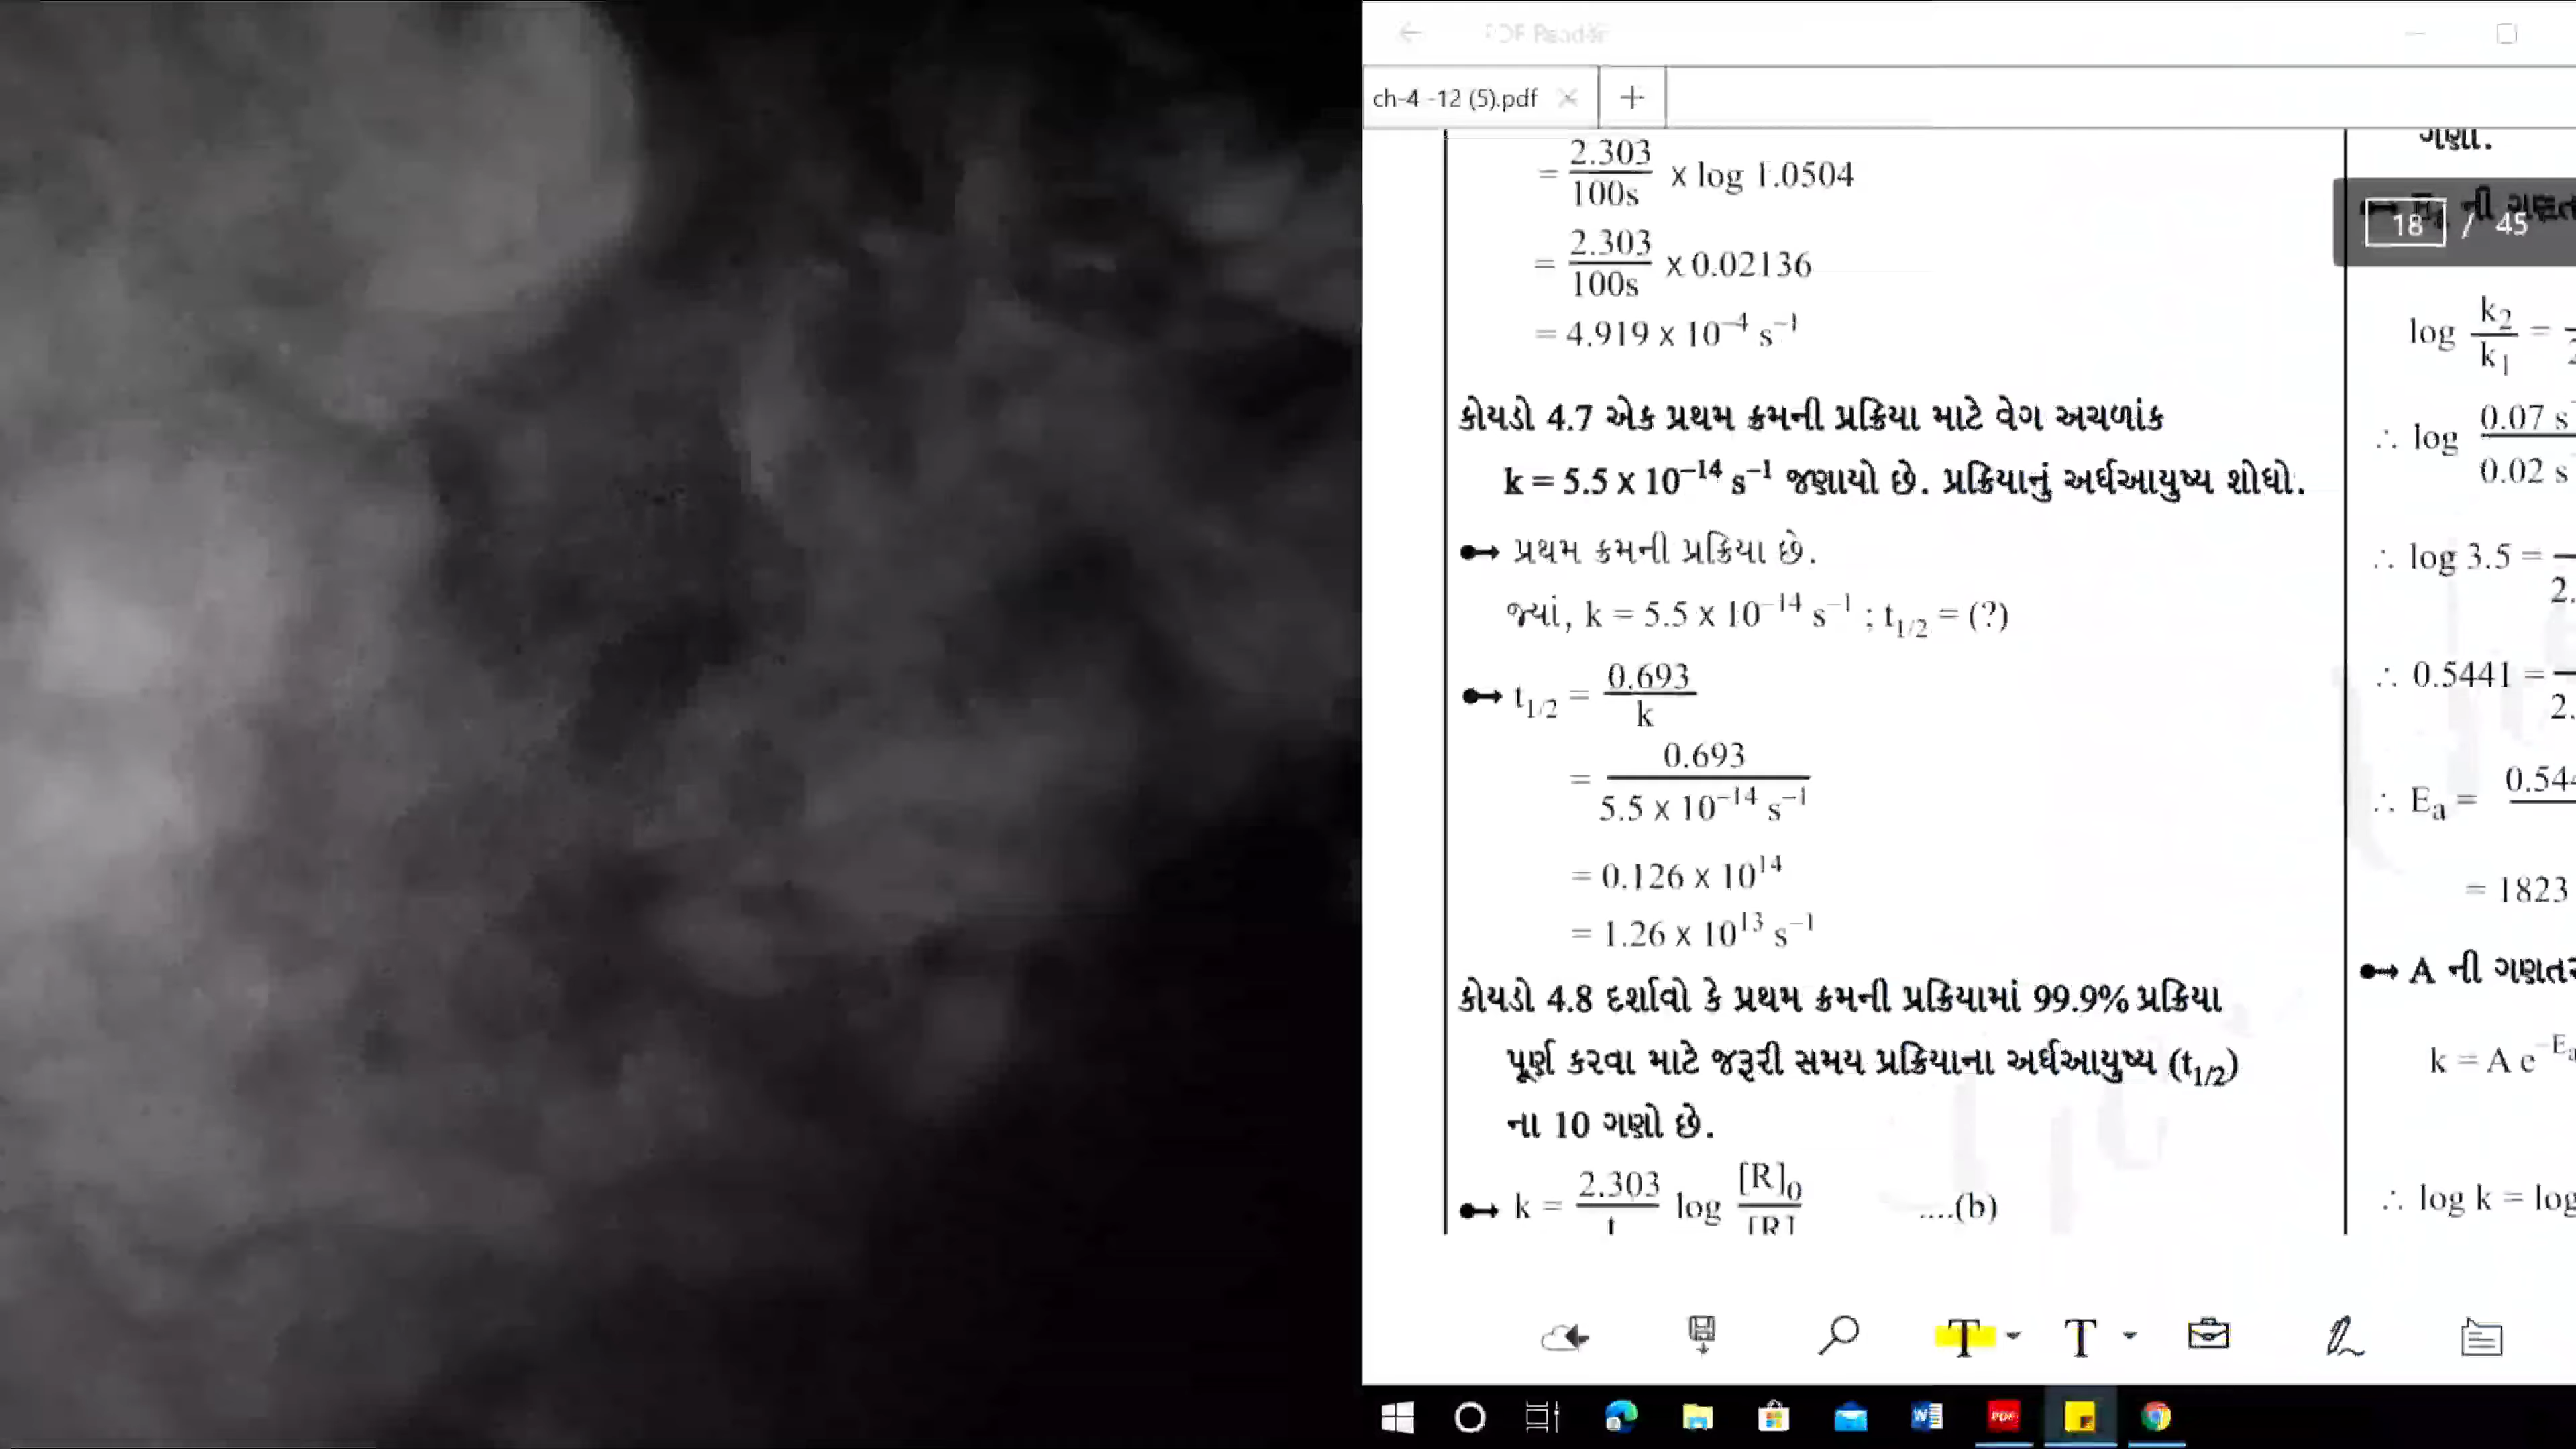 ch-4 -12 (5).pdf
= 2.303/100s x log 1.0504
= 2.303/100s x 0.02136
= 4.919 x 10⁻⁴ s⁻¹
કોયડો 4.7 એક પ્રથમ ક્રમની પ્રક્રિયા માટે વેગ અચળાંક
k = 5.5 x 10⁻¹⁴ s⁻¹ જણાયો છે. પ્રક્રિયાનું અર્ધઆયુષ્ય શોધો.
પ્રથમ ક્રમની પ્રક્રિયા છે.
જ્યાં, k = 5.5 x 10⁻¹⁴ s⁻¹ ; t₁/₂ = (?)
t₁/₂ = 0.693/k
= 0.693/5.5 x 10⁻¹⁴ s⁻¹
= 0.126 x 10¹⁴
= 1.26 x 10¹³ s⁻¹
કોયડો 4.8 દર્શાવો કે પ્રથમ ક્રમની પ્રક્રિયામાં 99.9% પ્રક્રિયા
પૂર્ણ કરવા માટે જરૂરી સમય પ્રક્રિયાના અર્ધઆયુષ્ય (t₁/₂)
ના 10 ગણો છે.
k = 2.303/t log [R]₀/[R] ....(b)
18 / 45
log k₂/k₁ =
∴ log 0.07 s/0.02 s
∴ log 3.5 =
∴ 0.5441 =
∴ Eₐ = 0.54
= 1823
A ની
k = A e
∴ log k = log